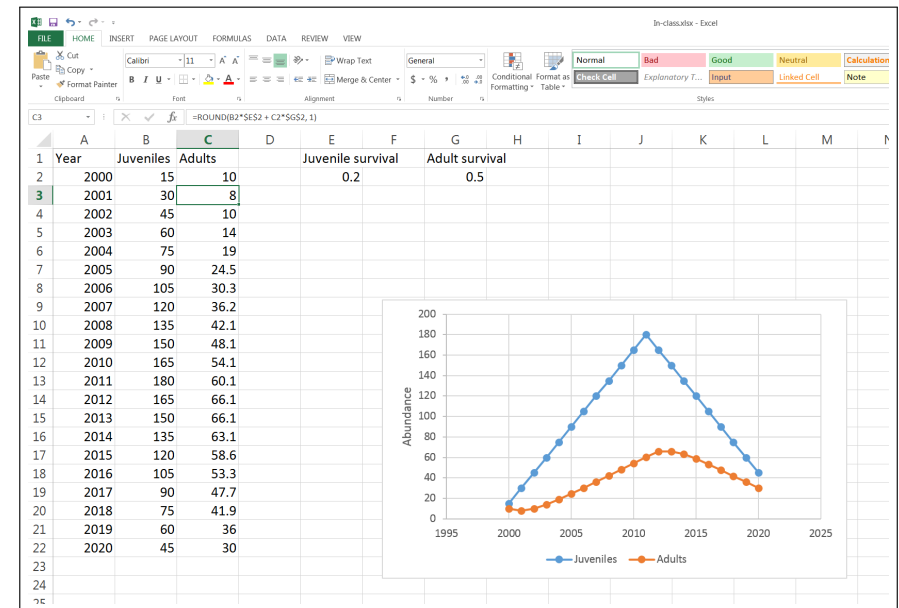 In-class.xlsx - Excel
FILE HOME INSERT PAGE LAYOUT FORMULAS DATA REVIEW VIEW
Cut
Copy
Format Painter
Paste
Clipboard
Calibri 11 A A
B I U A
Font
Wrap Text
Merge & Center
Alignment
General
$ % ,
Number
Conditional Formatting
Format as Table
Normal Bad Good Neutral Calculation
Check Cell Explanatory T... Input Linked Cell Note
Styles
C3 fx =ROUND(B2*$E$2 + C2*$G$2, 1)
A B C D E F G H I J K L M
1 Year Juveniles Adults Juvenile survival Adult survival
2 2000 15 10 0.2 0.5
3 2001 30 8
4 2002 45 10
5 2003 60 14
6 2004 75 19
7 2005 90 24.5
8 2006 105 30.3
9 2007 120 36.2
10 2008 135 42.1
11 2009 150 48.1
12 2010 165 54.1
13 2011 180 60.1
14 2012 165 66.1
15 2013 150 66.1
16 2014 135 63.1
17 2015 120 58.6
18 2016 105 53.3
19 2017 90 47.7
20 2018 75 41.9
21 2019 60 36
22 2020 45 30
23
24
25
200
180
160
140
120
100
80
60
40
20
0
Abundance
1995 2000 2005 2010 2015 2020 2025
Juveniles Adults